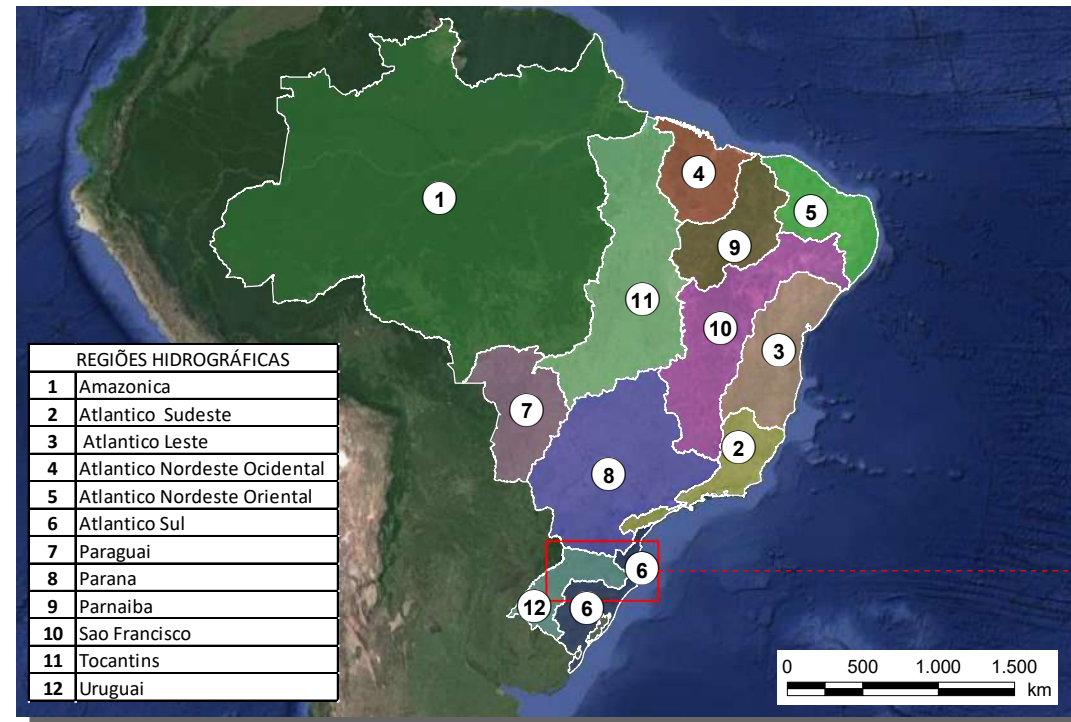 1
4
5
9
11
10
3
7
2
8
6
12
6
REGIÕES HIDROGRÁFICAS
1 Amazonica
2 Atlantico Sudeste
3 Atlantico Leste
4 Atlantico Nordeste Ocidental
5 Atlantico Nordeste Oriental
6 Atlantico Sul
7 Paraguai
8 Parana
9 Parnaiba
10 Sao Francisco
11 Tocantins
12 Uruguai
0 500 1.000 1.500
km